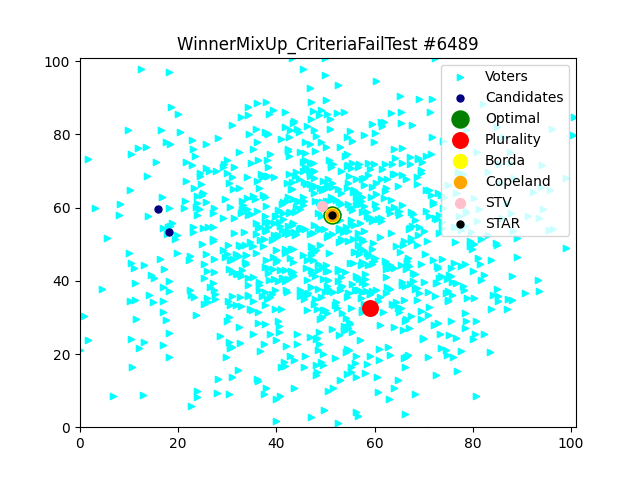 WinnerMixUp_CriteriaFailTest #6489
100
80
60
40
20
0
0
20
40
60
80
100
Voters
Candidates
Optimal
Plurality
Borda
Copeland
STV
STAR